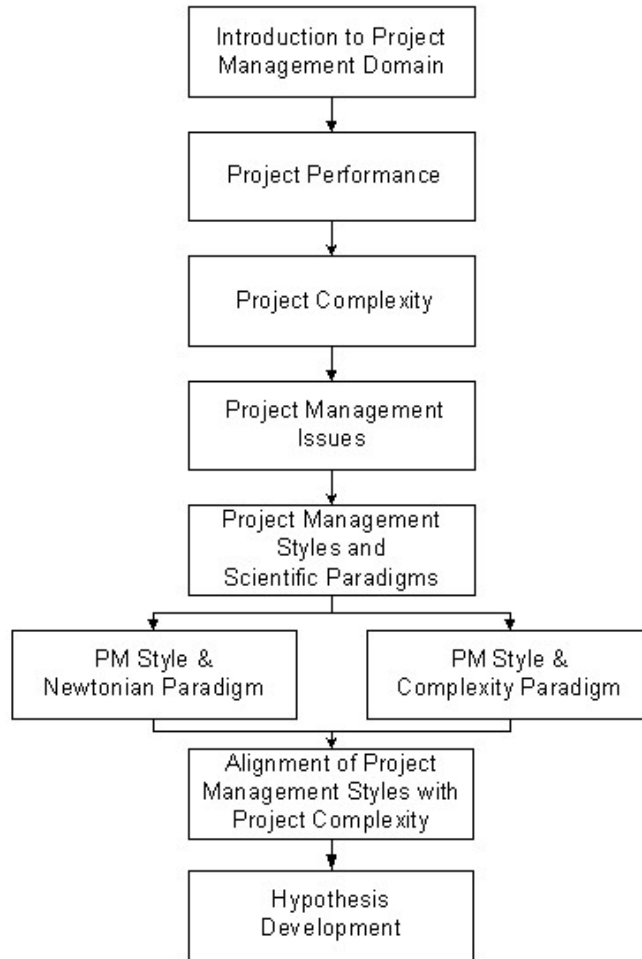 Introduction to Project
Management Domain
Project Performance
Project Complexity
Project Management
Issues
Project Management
Styles and
Scientific Paradigms
PM Style &
Newtonian Paradigm
PM Style &
Complexity Paradigm
Alignment of Project
Management Styles with
Project Complexity
Hypothesis
Development